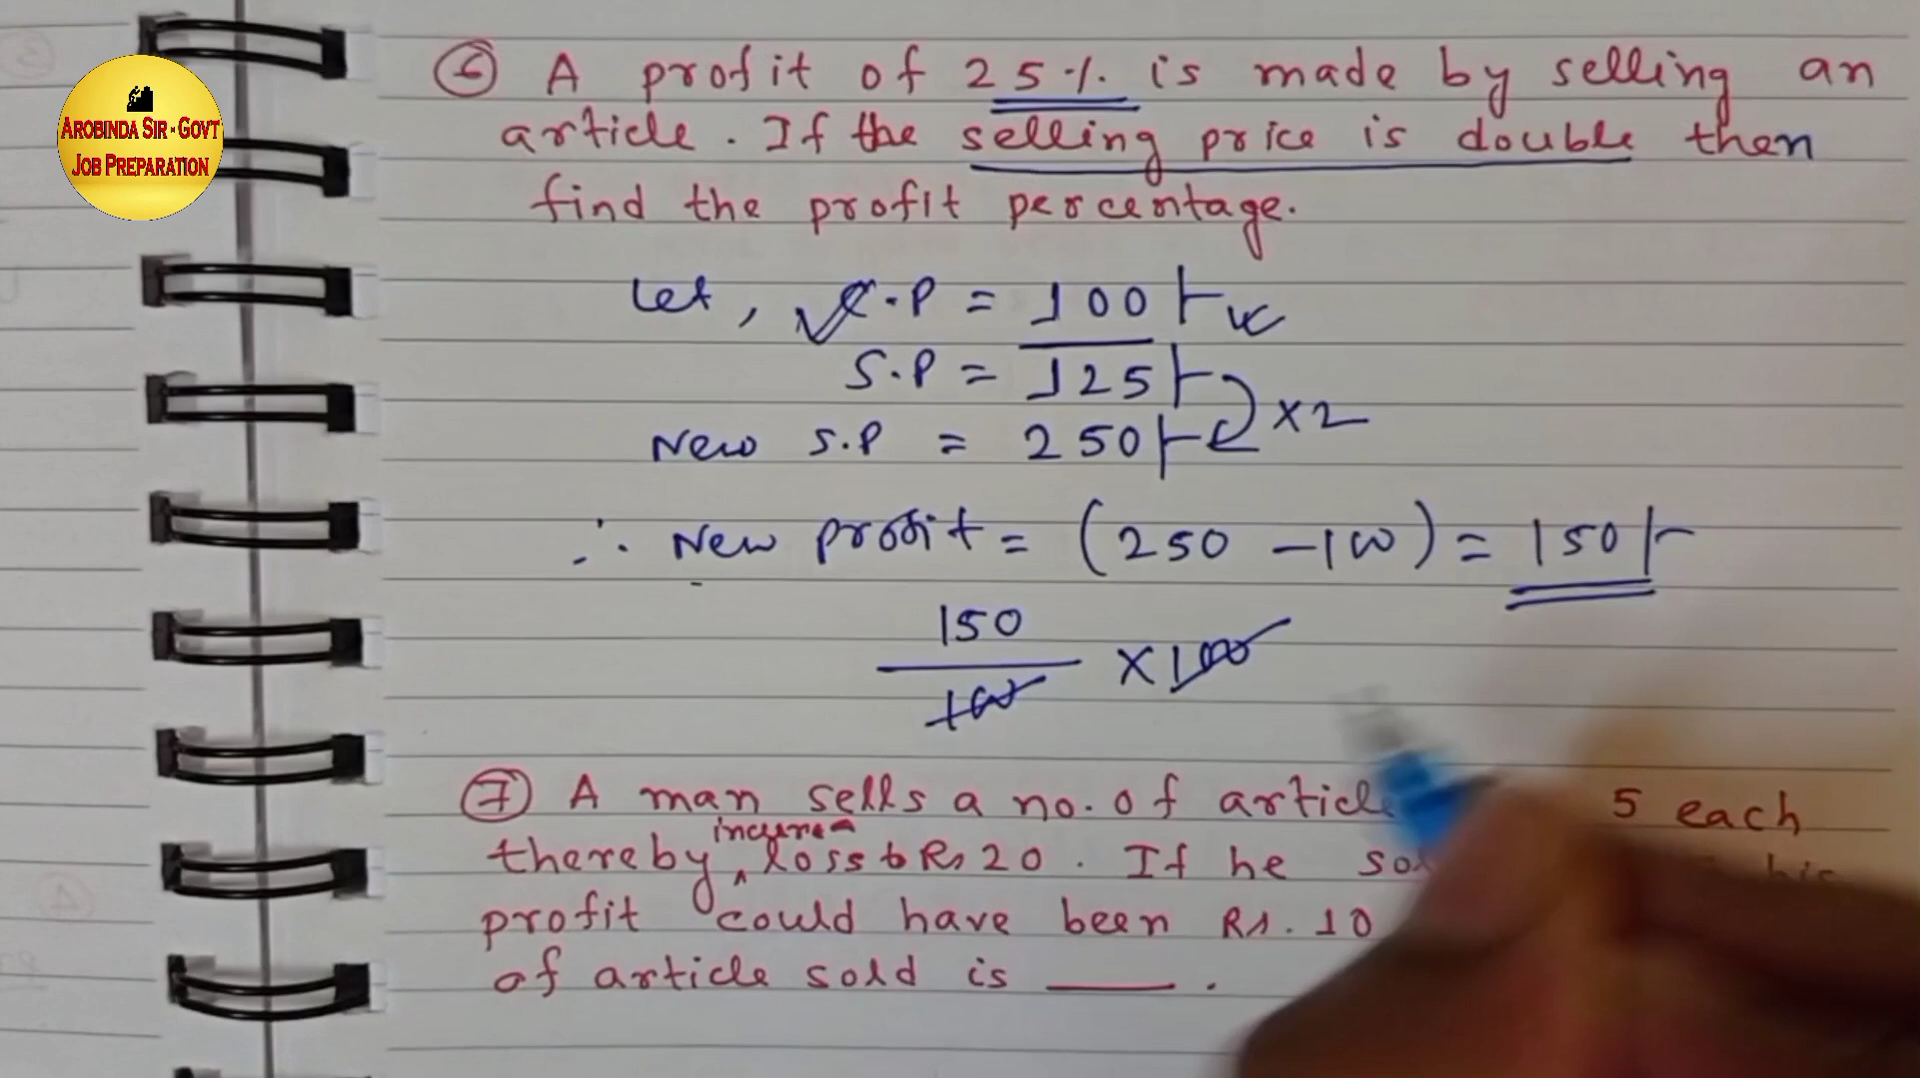 AROBINDA SIR - GOVT
JOB PREPARATION
⑥ A profit of 25% is made by selling an
article. If the selling price is double then
find the profit percentage.
Let, C.P = 100/-
S.P = 125/-
New S.P = 250/- ×2
∴ New profit = (250 - 100) = 150/-
150
100 × 100
⑦ A man sells a no. of article 5 each
incurs
thereby loss Rs 20. If he his
profit could have been Rs. 10
of article sold is ____.